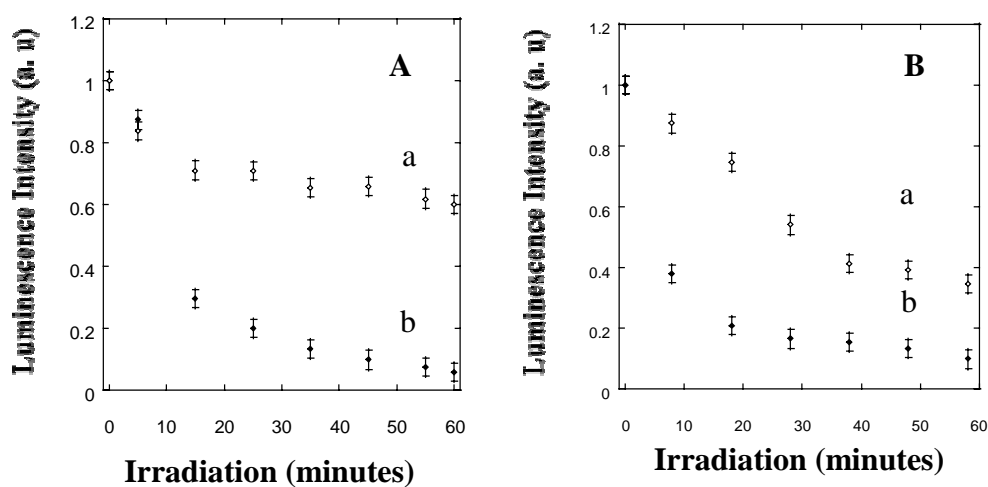 Luminescence Intensity (a. u)
1.2
1
0.8
0.6
0.4
0.2
0
A
a
b
0 10 20 30 40 50 60
Irradiation (minutes)
Luminescence Intensity (a. u)
1.2
1
0.8
0.6
0.4
0.2
0
B
a
b
0 10 20 30 40 50 60
Irradiation (minutes)